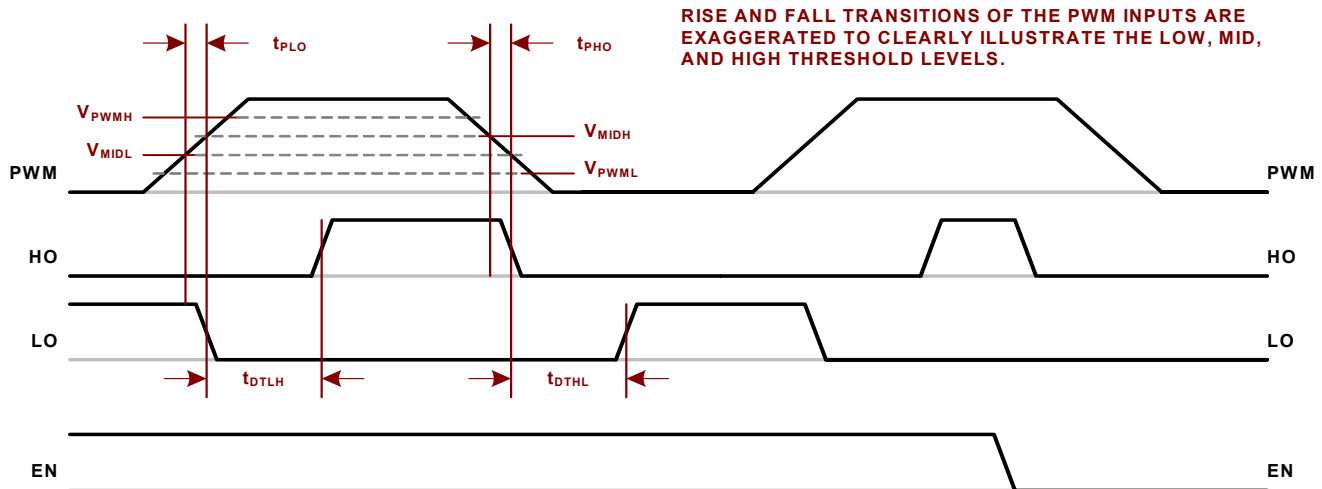 RISE AND FALL TRANSITIONS OF THE PWM INPUTS ARE
EXAGGERATED TO CLEARLY ILLUSTRATE THE LOW, MID,
AND HIGH THRESHOLD LEVELS.
tPLO
tPHO
VPWMH
VMIDH
VMIDL
VPWML
PWM
PWM
HO
HO
LO
LO
tDTLH
tDTHL
EN
EN